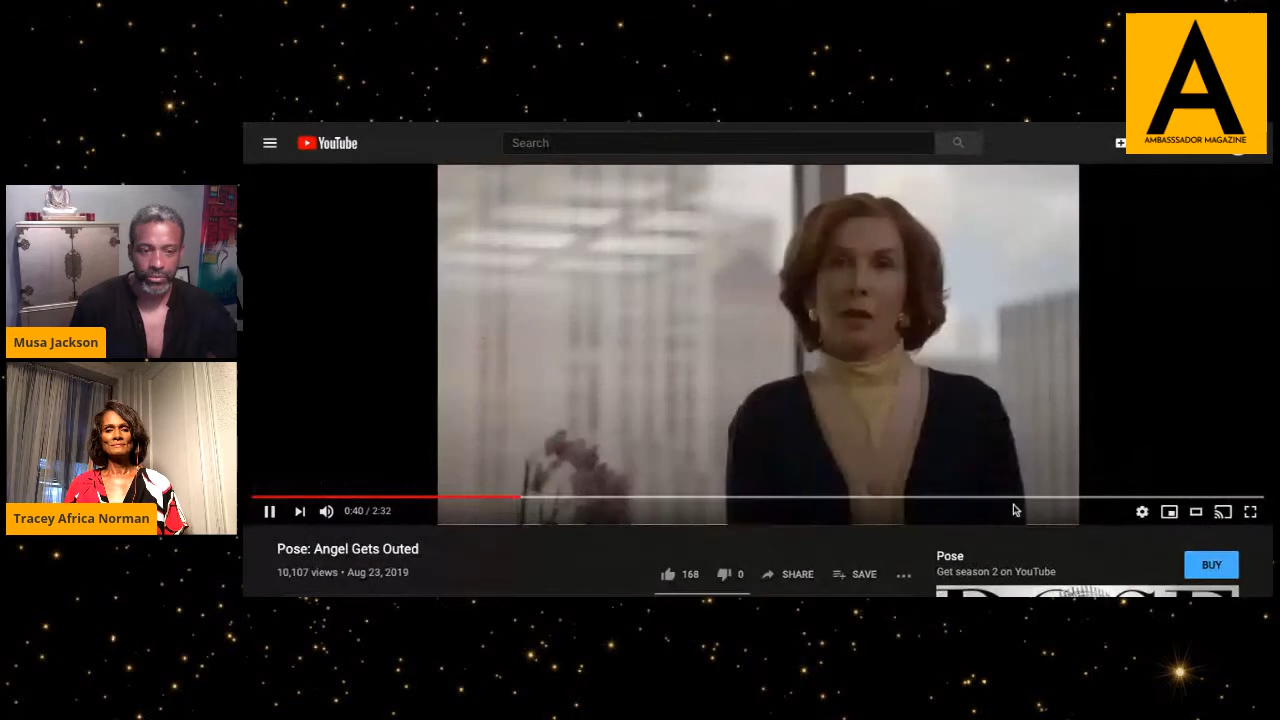 AMBASSSADOR MAGAZINE
YouTube
Search
Musa Jackson
Tracey Africa Norman
0:40 / 2:32
Pose: Angel Gets Outed
10,107 views • Aug 23, 2019
168
0
SHARE
SAVE
Pose
Get season 2 on YouTube
BUY